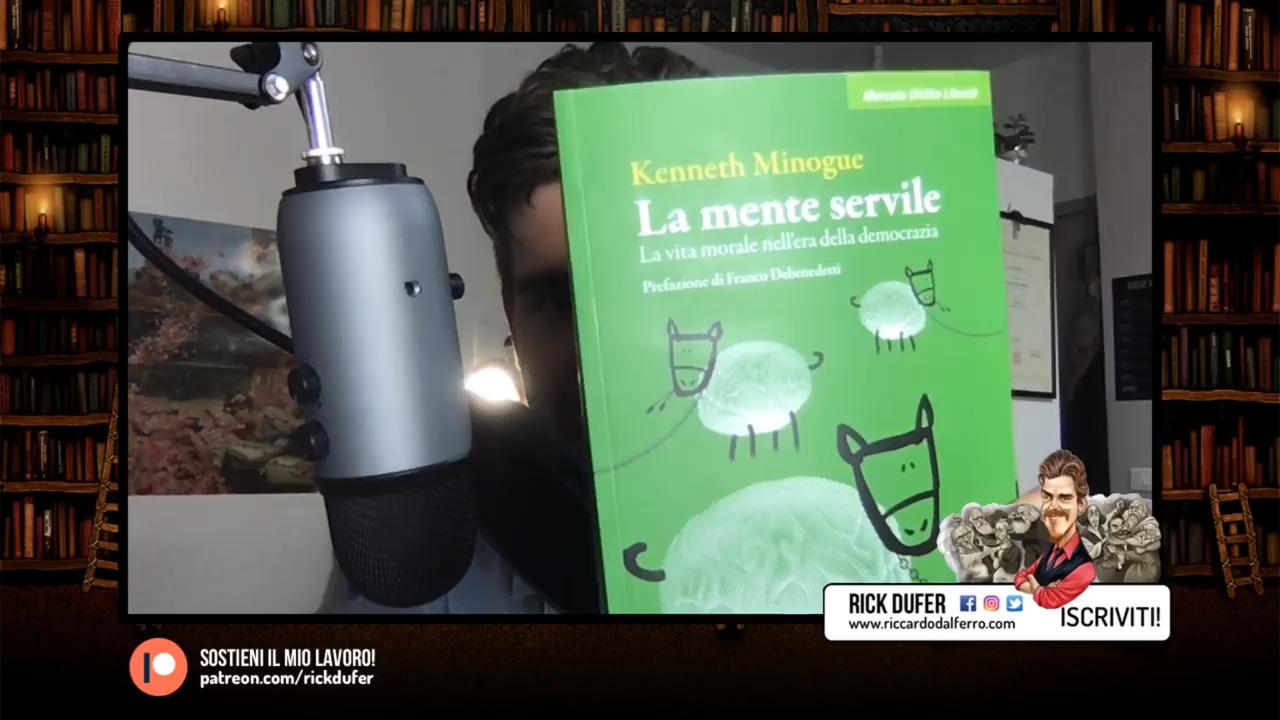 Mercato Diritto Libertà
Kenneth Minogue
La mente servile
La vita morale nell'era della democrazia
Prefazione di Franco Debenedetti
RICK DUFER
www.riccardodalferro.com
ISCRIVITI!
SOSTIENI IL MIO LAVORO!
patreon.com/rickdufer